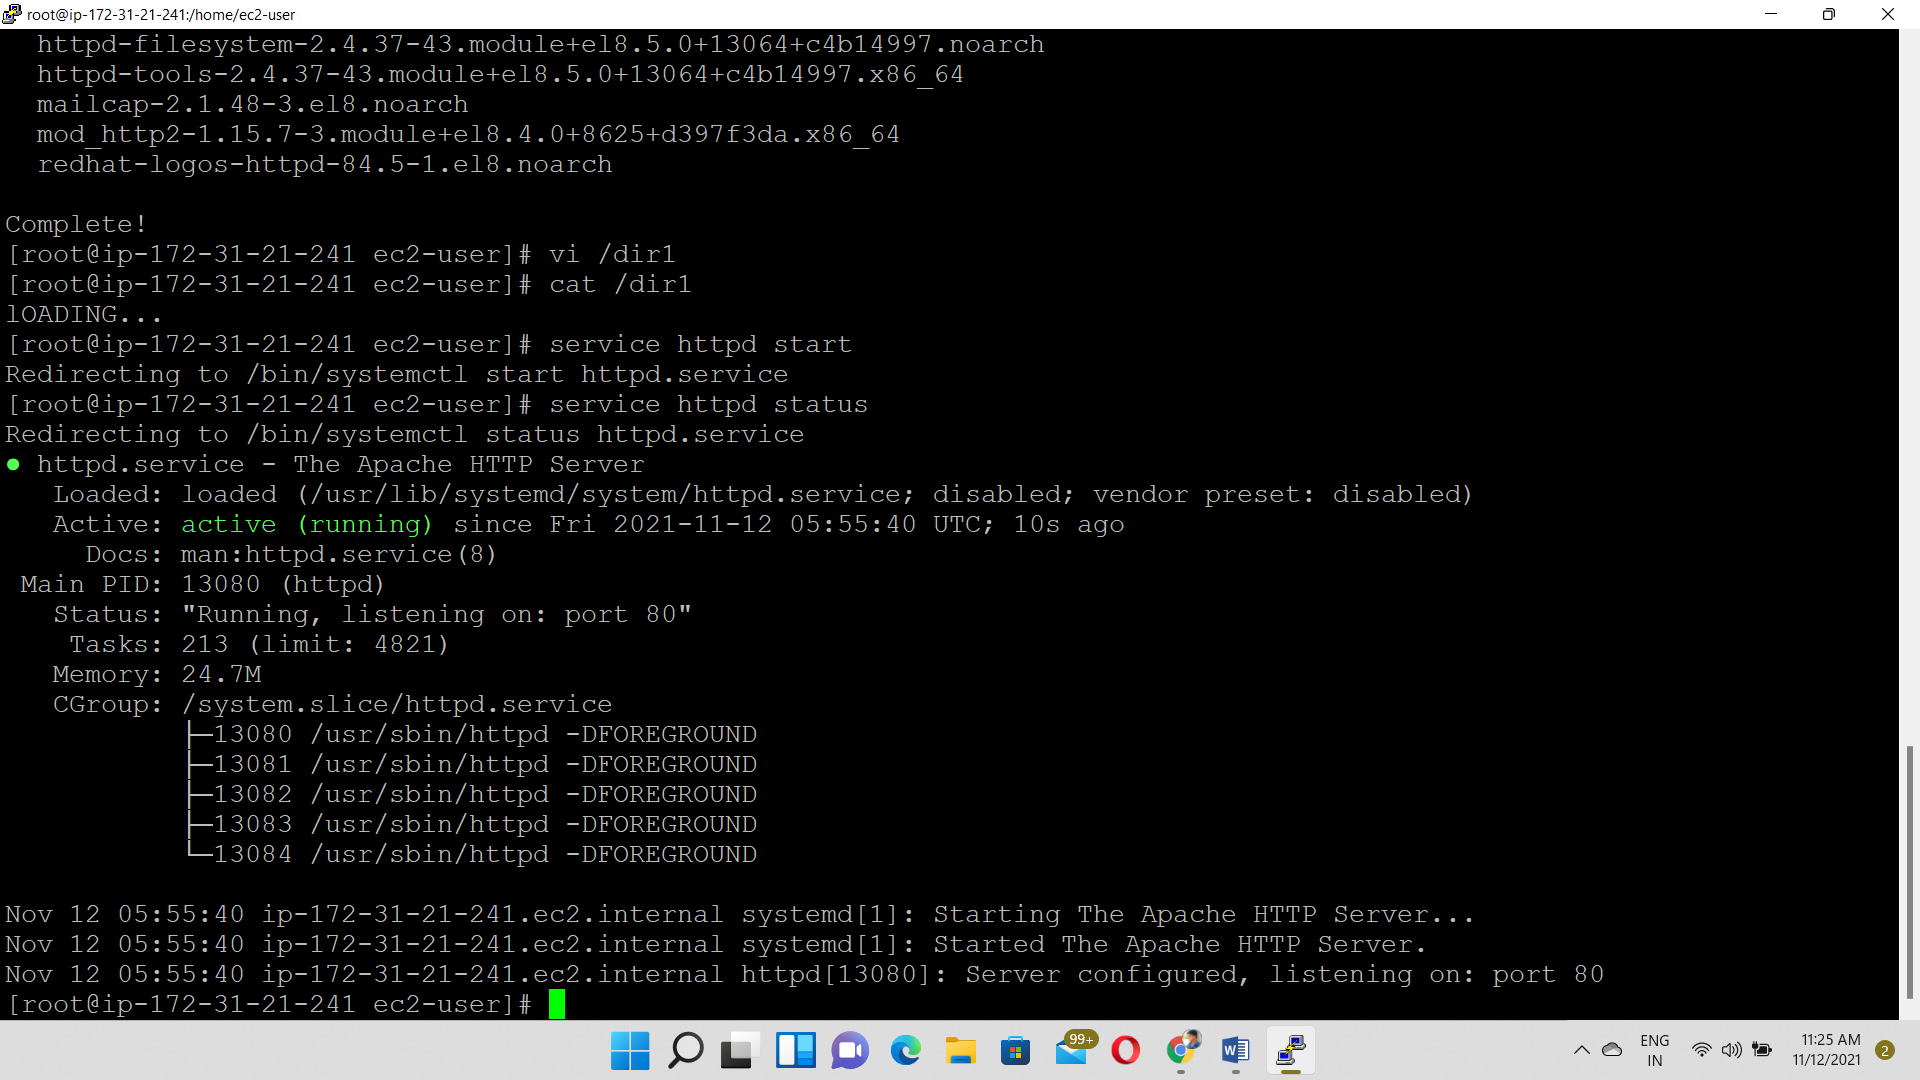 root@ip-172-31-21-241:/home/ec2-user
httpd-filesystem-2.4.37-43.module+el8.5.0+13064+c4b14997.noarch
httpd-tools-2.4.37-43.module+el8.5.0+13064+c4b14997.x86_64
mailcap-2.1.48-3.el8.noarch
mod_http2-1.15.7-3.module+el8.4.0+8625+d397f3da.x86_64
redhat-logos-httpd-84.5-1.el8.noarch
Complete!
[root@ip-172-31-21-241 ec2-user]# vi /dir1
[root@ip-172-31-21-241 ec2-user]# cat /dir1
lOADING...
[root@ip-172-31-21-241 ec2-user]# service httpd start
Redirecting to /bin/systemctl start httpd.service
[root@ip-172-31-21-241 ec2-user]# service httpd status
Redirecting to /bin/systemctl status httpd.service
● httpd.service - The Apache HTTP Server
Loaded: loaded (/usr/lib/systemd/system/httpd.service; disabled; vendor preset: disabled)
Active: active (running) since Fri 2021-11-12 05:55:40 UTC; 10s ago
Docs: man:httpd.service(8)
Main PID: 13080 (httpd)
Status: "Running, listening on: port 80"
Tasks: 213 (limit: 4821)
Memory: 24.7M
CGroup: /system.slice/httpd.service
├─13080 /usr/sbin/httpd -DFOREGROUND
├─13081 /usr/sbin/httpd -DFOREGROUND
├─13082 /usr/sbin/httpd -DFOREGROUND
├─13083 /usr/sbin/httpd -DFOREGROUND
└─13084 /usr/sbin/httpd -DFOREGROUND
Nov 12 05:55:40 ip-172-31-21-241.ec2.internal systemd[1]: Starting The Apache HTTP Server...
Nov 12 05:55:40 ip-172-31-21-241.ec2.internal systemd[1]: Started The Apache HTTP Server.
Nov 12 05:55:40 ip-172-31-21-241.ec2.internal httpd[13080]: Server configured, listening on: port 80
[root@ip-172-31-21-241 ec2-user]#
99+
W
ENG
IN
11:25 AM
11/12/2021
2